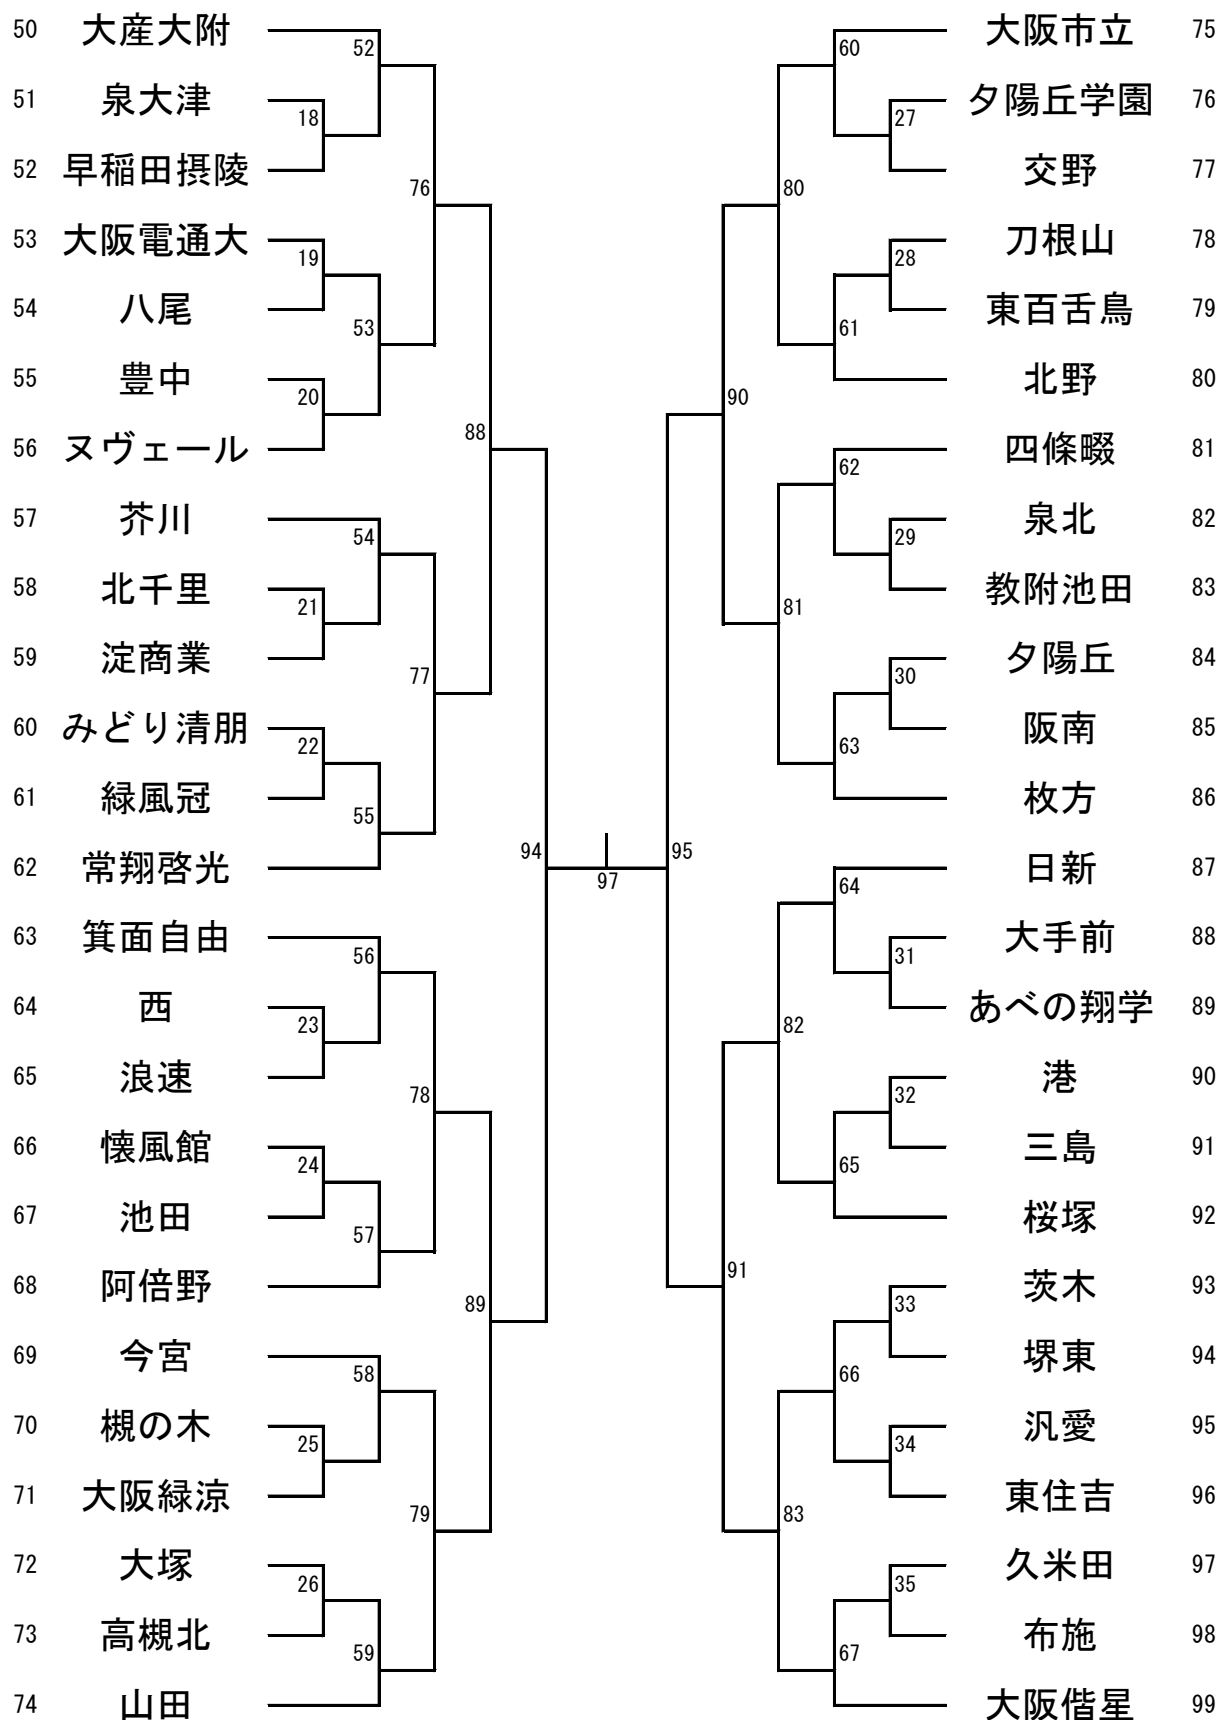 50 大産大附 52 60 大阪市立 75
51 泉大津 18 27 夕陽丘学園 76
52 早稲田摂陵 76 80 交野 77
53 大阪電通大 19 28 刀根山 78
54 八尾 53 61 東百舌鳥 79
55 豊中 20 90 北野 80
56 ヌヴェール 88 62 四條畷 81
57 芥川 54 29 泉北 82
58 北千里 21 81 教附池田 83
59 淀商業 77 30 夕陽丘 84
60 みどり清朋 22 63 阪南 85
61 緑風冠 55 枚方 86
62 常翔啓光 94 97 95 64 日新 87
63 箕面自由 56 31 大手前 88
64 西 23 82 あべの翔学 89
65 浪速 78 32 港 90
66 懐風館 24 65 三島 91
67 池田 57 桜塚 92
68 阿倍野 89 91 33 茨木 93
69 今宮 58 66 堺東 94
70 槻の木 25 34 汎愛 95
71 大阪緑涼 79 83 東住吉 96
72 大塚 26 35 久米田 97
73 高槻北 59 67 布施 98
74 山田 大阪偕星 99